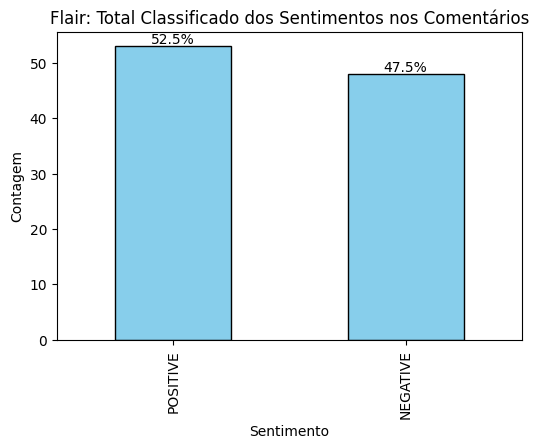 Flair: Total Classificado dos Sentimentos nos Comentários
52.5%
47.5%
50
40
30
20
10
0
Contagem
POSITIVE
NEGATIVE
Sentimento